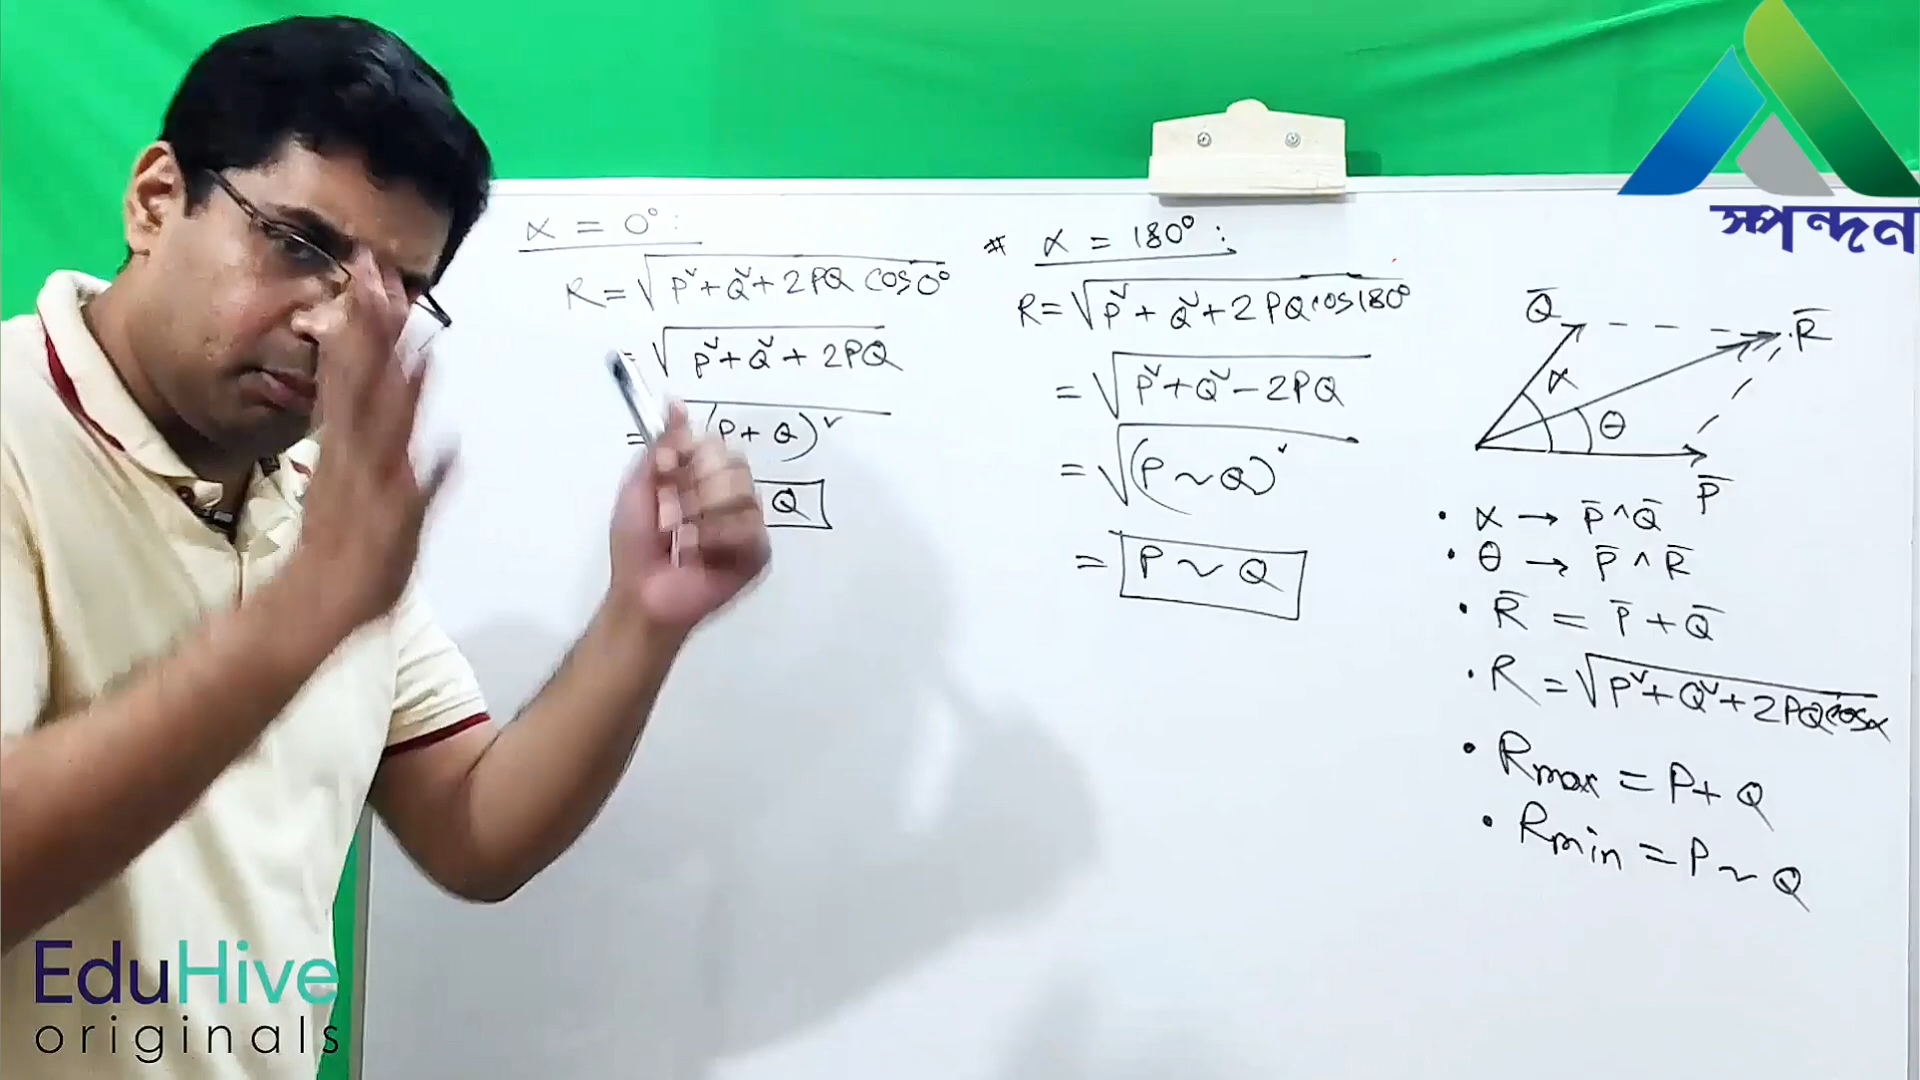 α = 0° :
R = √P² + Q² + 2PQ cos 0°
= √P² + Q² + 2PQ
= (P + Q)²
Q
# α = 180° :
R = √P² + Q² + 2PQ cos 180°
= √P² + Q² − 2PQ
= √(P ~ Q)²
= P ~ Q
Q̄
R̄
α
θ
P̄
• α → P̄ ^ Q̄
• θ → P̄ ^ R̄
• R̄ = P̄ + Q̄
• R = √P² + Q² + 2PQ cos α
• Rmax = P + Q
• Rmin = P ~ Q
স্পন্দন
EduHive
originals